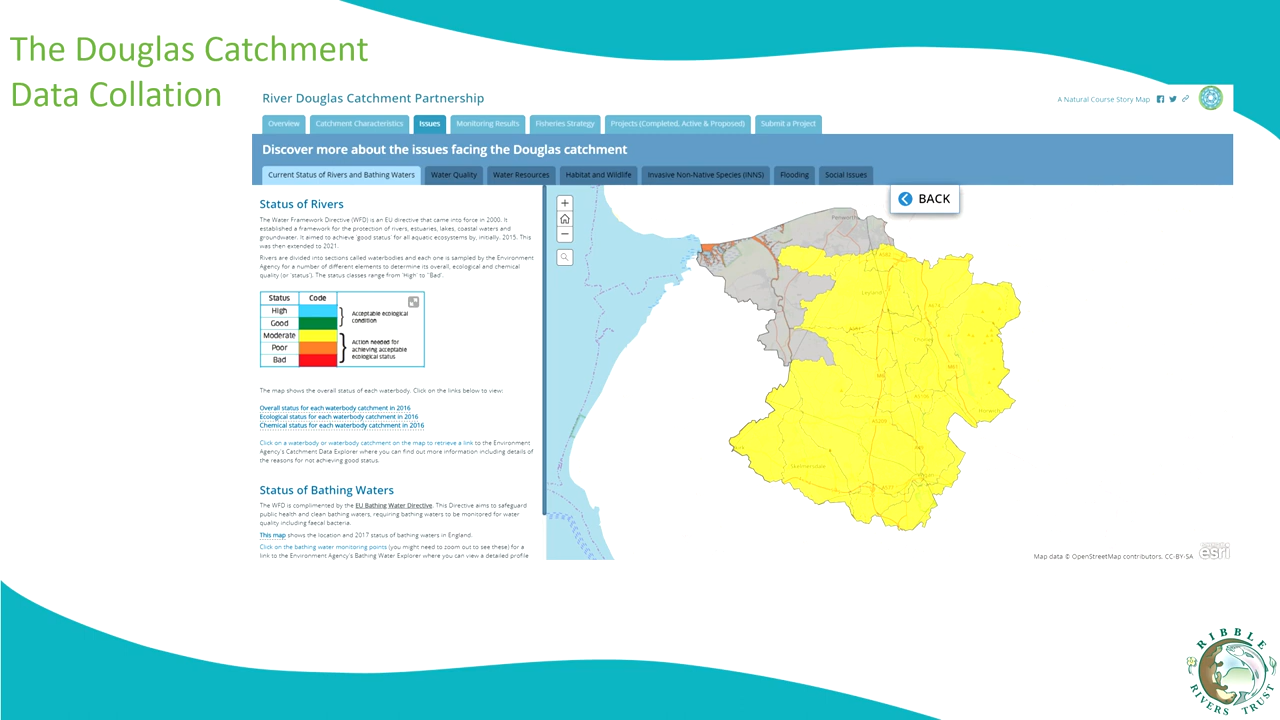 The Douglas Catchment
Data Collation
River Douglas Catchment Partnership
A Natural Course Story Map
Overview
Catchment Characteristics
Issues
Monitoring Results
Fisheries Strategy
Projects (Completed, Active & Proposed)
Submit a Project
Discover more about the issues facing the Douglas catchment
Current Status of Rivers and Bathing Waters
Water Quality
Water Resources
Habitat and Wildlife
Invasive Non-Native Species (INNS)
Flooding
Social Issues
BACK
Status of Rivers
The Water Framework Directive (WFD) is an EU directive that came into force in 2000. It
established a framework for the protection of rivers, estuaries, lakes, coastal waters and
groundwater. It aimed to achieve 'good status' for all aquatic ecosystems by, initially, 2015. This
was then extended to 2021.
Rivers are divided into sections called waterbodies and each one is sampled by the Environment
Agency for a number of different elements to determine its overall, ecological and chemical
quality (or 'status'). The status classes range from 'High' to "Bad'.
Status Code
High
Good
Moderate
Poor
Bad
Acceptable ecological
condition
Action needed for
achieving acceptable
ecological status
The map shows the overall status of each waterbody. Click on the links below to view:
Overall status for each waterbody catchment in 2016
Ecological status for each waterbody catchment in 2016
Chemical status for each waterbody catchment in 2016
Click on a waterbody or waterbody catchment on the map to retrieve a link to the Environment
Agency's Catchment Data Explorer where you can find out more information including details of
the reasons for not achieving good status.
Status of Bathing Waters
The WFD is complimented by the EU Bathing Water Directive. This Directive aims to safeguard
public health and clean bathing waters, requiring bathing waters to be monitored for water
quality including faecal bacteria.
This map shows the location and 2017 status of bathing waters in England.
Click on the bathing water monitoring points (you might need to zoom out to see these) for a
link to the Environment Agency's Bathing Water Explorer where you can view a detailed profile
+
−
Penwortham
Leyland
Chorley
Horwich
Skelmersdale
Map data © OpenStreetMap contributors, CC-BY-SA
esri
RIBBLE
RIVERS TRUST